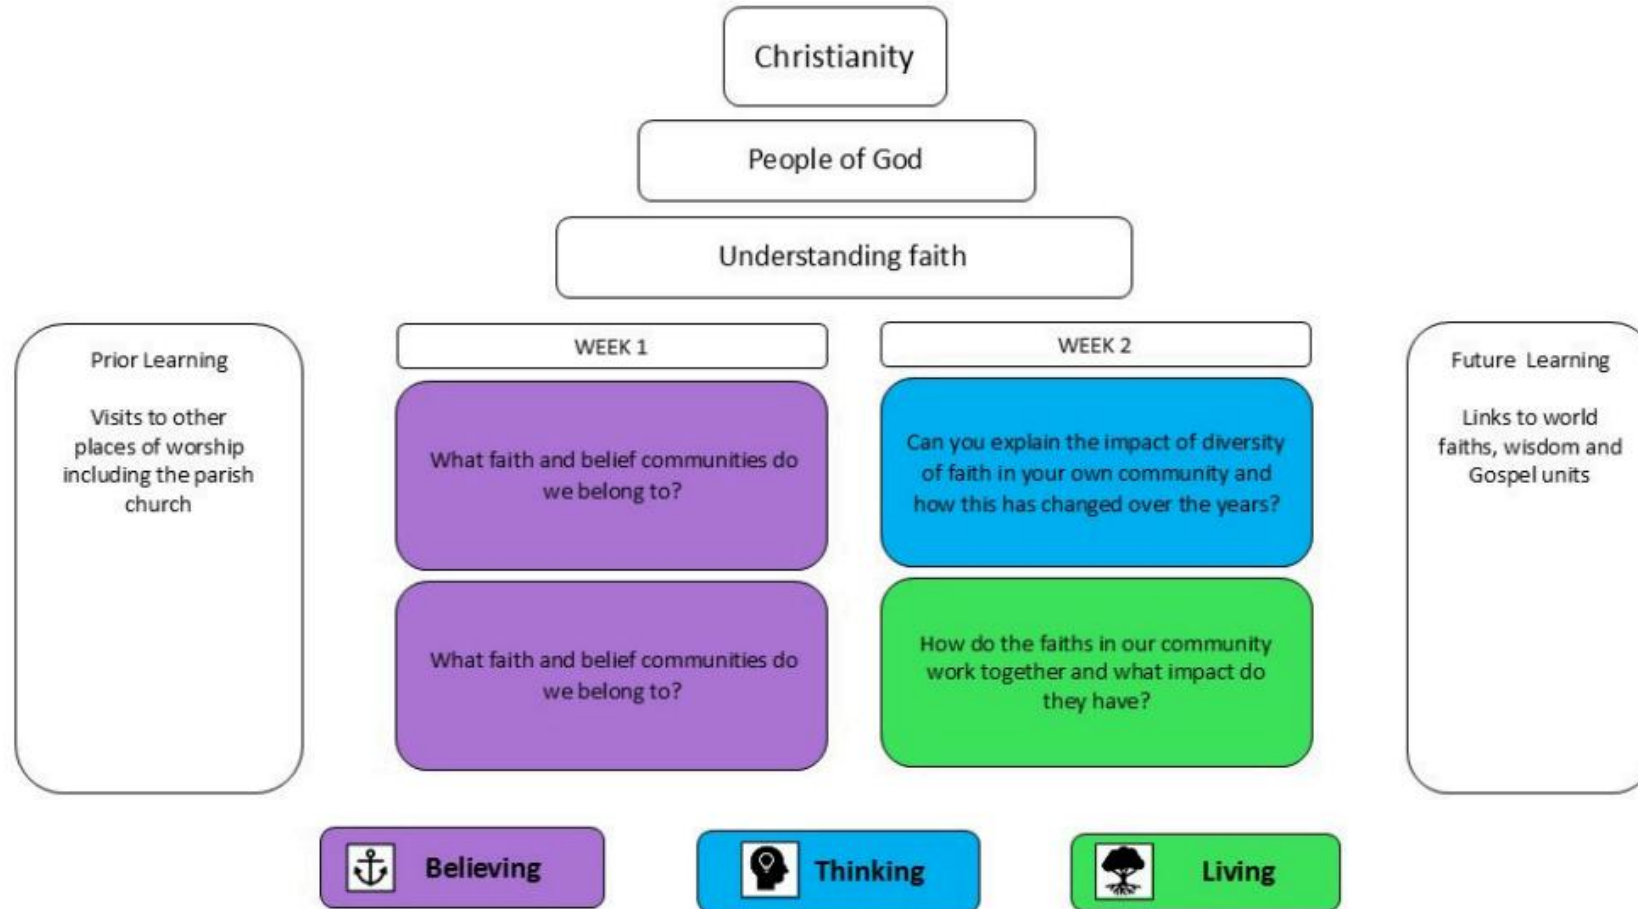 Christianity
People of God
Understanding faith
Prior Learning
Visits to other
places of worship
including the parish
church
WEEK 1
What faith and belief communities do
we belong to?
What faith and belief communities do
we belong to?
WEEK 2
Can you explain the impact of diversity
of faith in your own community and
how this has changed over the years?
How do the faiths in our community
work together and what impact do
they have?
Future Learning
Links to world
faiths, wisdom and
Gospel units
Believing
Thinking
Living